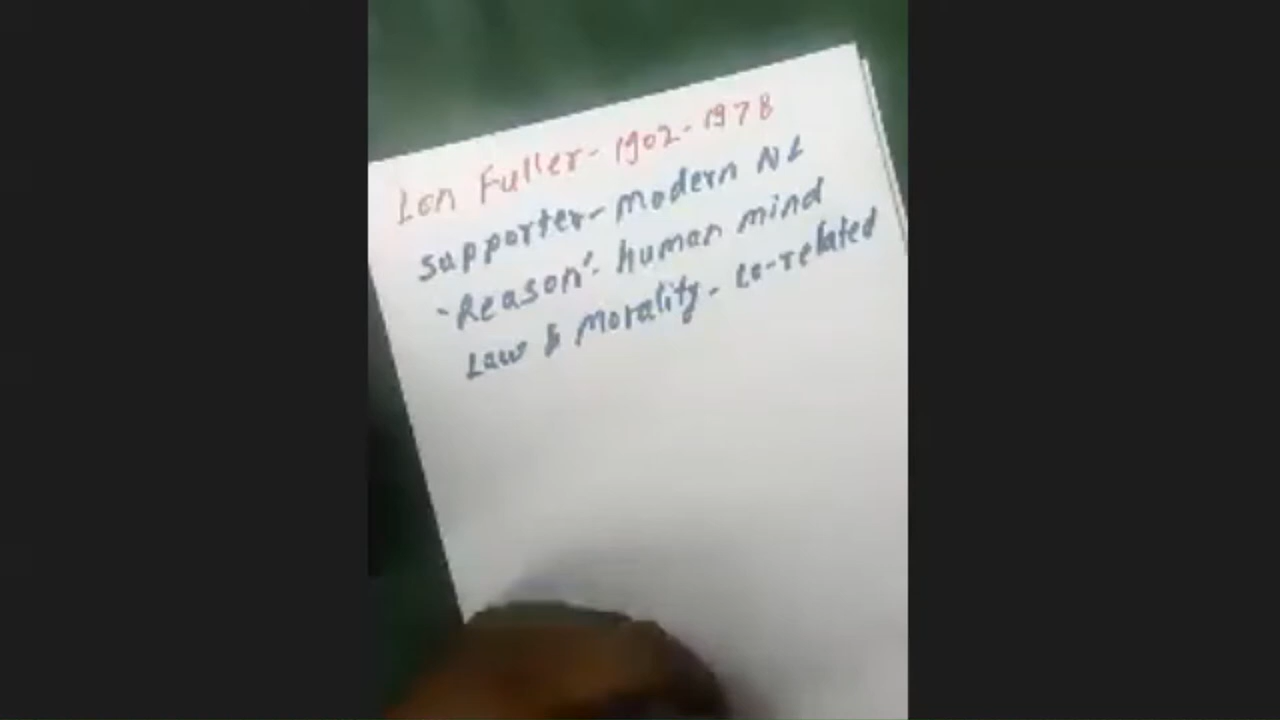 Lon Fuller- 1902-1978
supporter- modern NL
"Reason"- human mind
Law & Morality- co-related